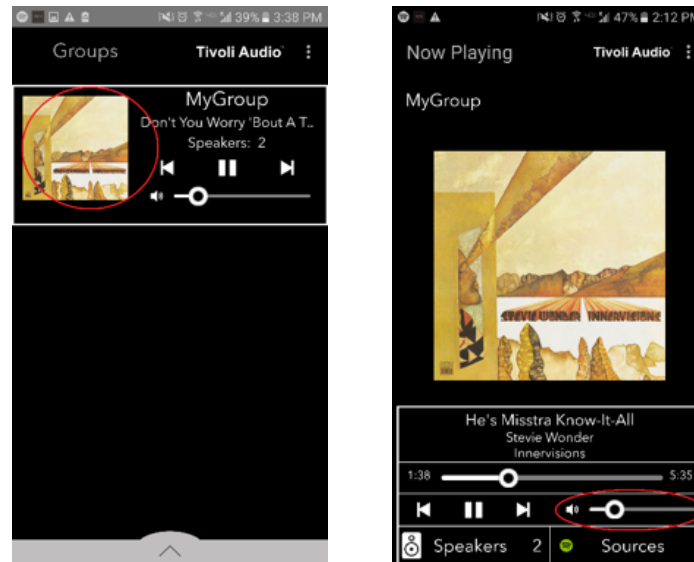 39% 3:38 PM
Groups Tivoli Audio
MyGroup
Don't You Worry 'Bout A T...
Speakers: 2
47% 2:12 PM
Now Playing Tivoli Audio
MyGroup
STEVIE WONDER INNERVISIONS
He's Misstra Know-It-All
Stevie Wonder
Innervisions
1:38 5:35
Speakers 2 Sources